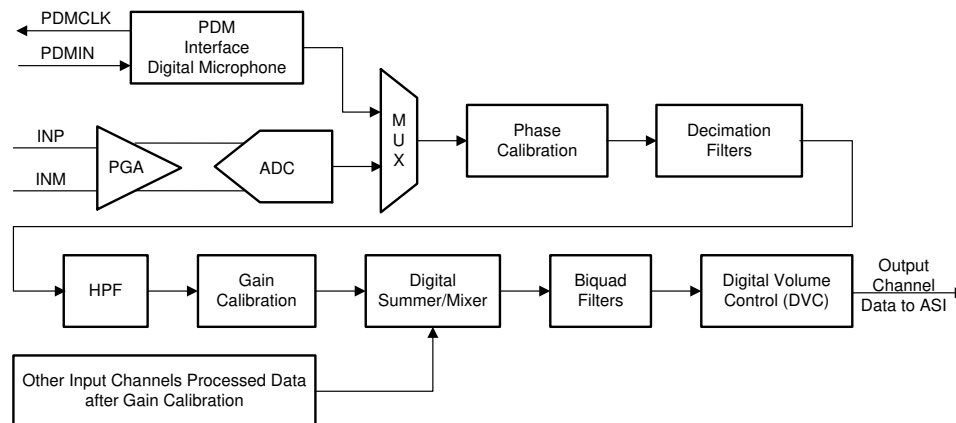 PDMCLK
PDMIN
PDM
Interface
Digital Microphone
INP
INM
PGA
ADC
M
U
X
Phase
Calibration
Decimation
Filters
HPF
Gain
Calibration
Digital
Summer/Mixer
Biquad
Filters
Digital Volume
Control (DVC)
Output
Channel
Data to ASI
Other Input Channels Processed Data
after Gain Calibration